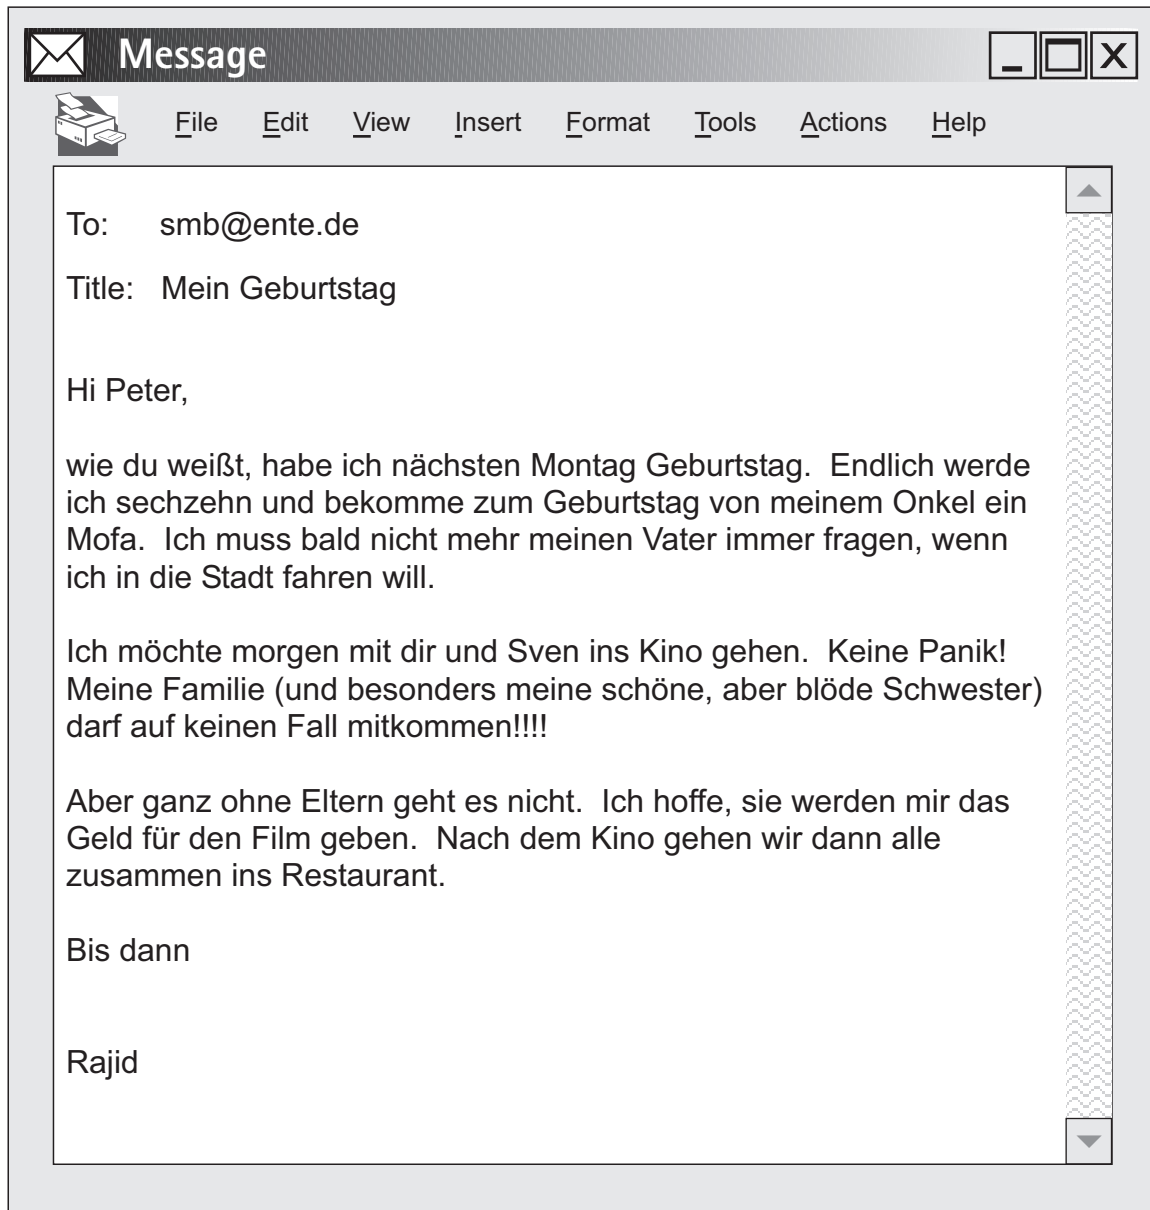 Message
File Edit View Insert Format Tools Actions Help
To: smb@ente.de
Title: Mein Geburtstag
Hi Peter,
wie du weißt, habe ich nächsten Montag Geburtstag. Endlich werde
ich sechzehn und bekomme zum Geburtstag von meinem Onkel ein
Mofa. Ich muss bald nicht mehr meinen Vater immer fragen, wenn
ich in die Stadt fahren will.
Ich möchte morgen mit dir und Sven ins Kino gehen. Keine Panik!
Meine Familie (und besonders meine schöne, aber blöde Schwester)
darf auf keinen Fall mitkommen!!!!
Aber ganz ohne Eltern geht es nicht. Ich hoffe, sie werden mir das
Geld für den Film geben. Nach dem Kino gehen wir dann alle
zusammen ins Restaurant.
Bis dann
Rajid